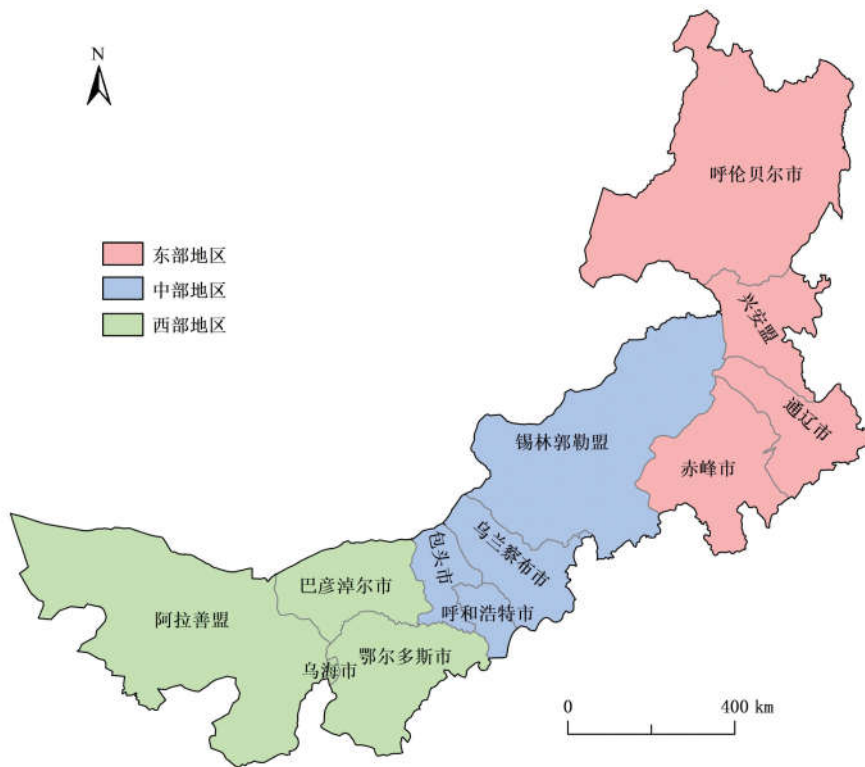 N
呼伦贝尔市
东部地区
中部地区
兴安盟
西部地区
通辽市
锡林郭勒盟
赤峰市
包头市
乌兰察布市
巴彦淖尔市
呼和浩特市
阿拉善盟
鄂尔多斯市
乌海市
0 400 km